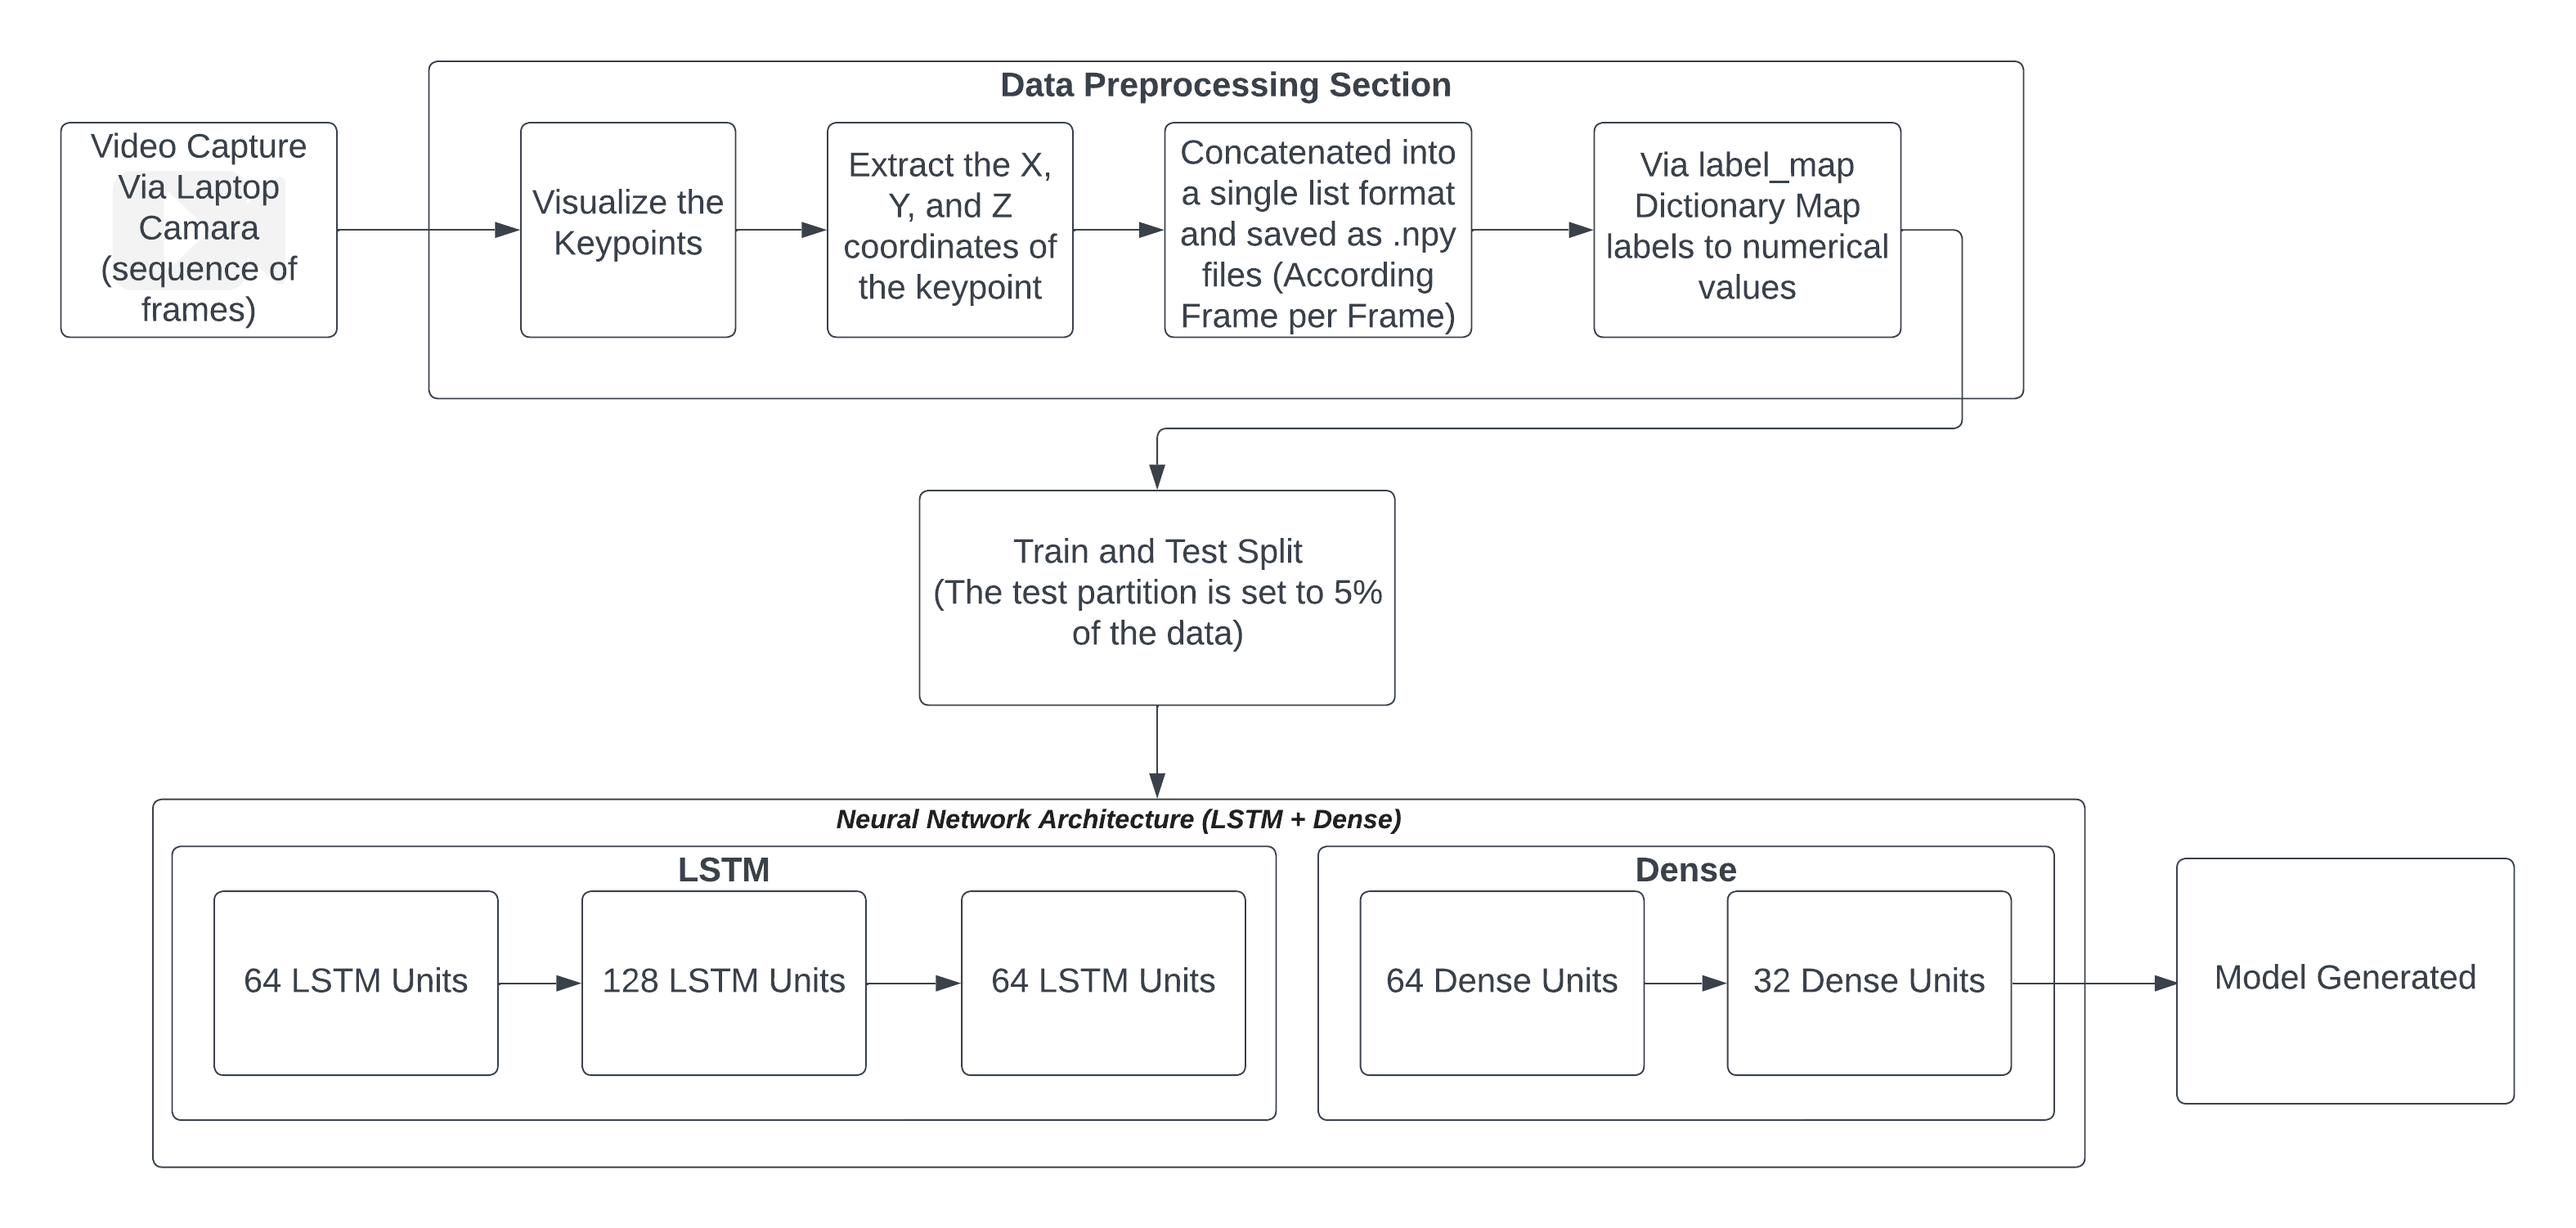 Data Preprocessing Section
Video Capture
Via Laptop
Camara
(sequence of
frames)
Visualize the
Keypoints
Extract the X,
Y, and Z
coordinates of
the keypoint
Concatenated into
a single list format
and saved as .npy
files (According
Frame per Frame)
Via label_map
Dictionary Map
labels to numerical
values
Train and Test Split
(The test partition is set to 5%
of the data)
Neural Network Architecture (LSTM + Dense)
LSTM
64 LSTM Units
128 LSTM Units
64 LSTM Units
Dense
64 Dense Units
32 Dense Units
Model Generated